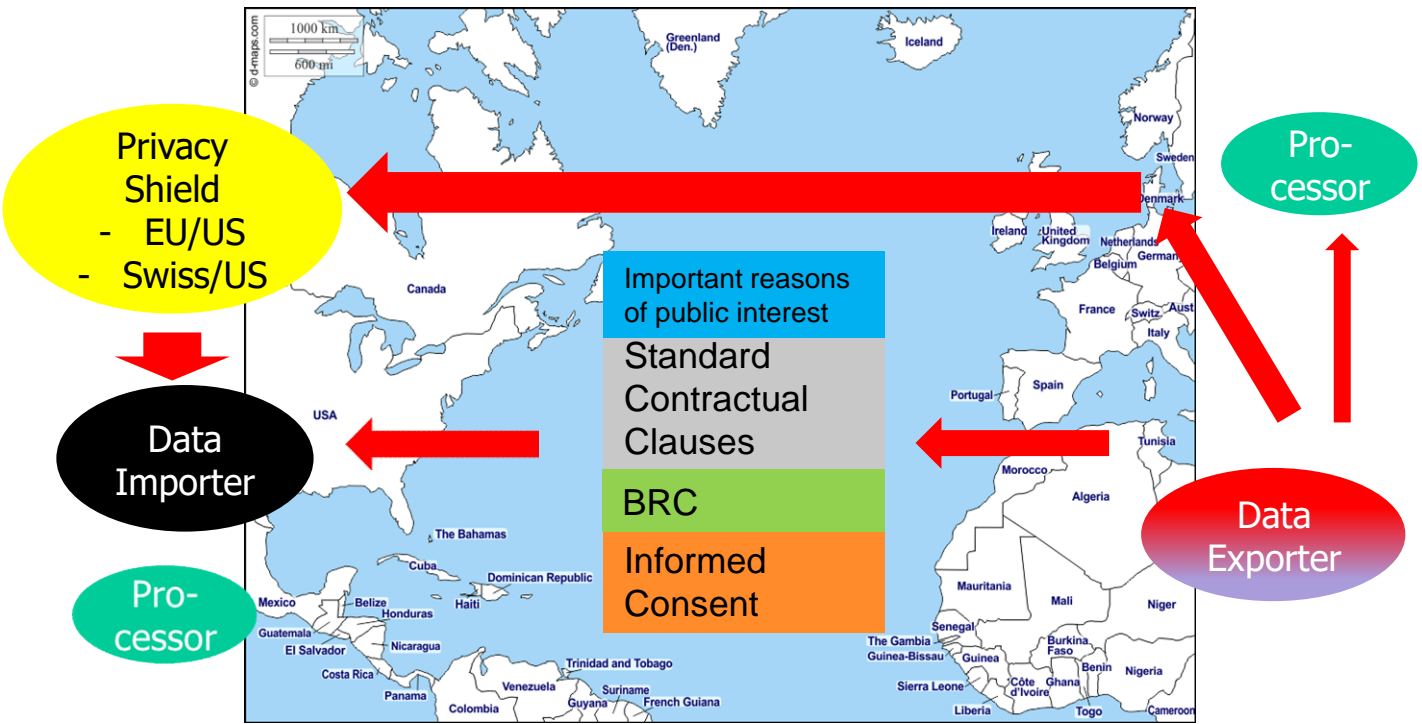 © d-maps.com
1000 km
600 mi
Greenland
(Den.)
Iceland
Norway
Sweden
Denmark
Privacy
Shield
- EU/US
- Swiss/US
Pro-
cessor
Ireland
United
Kingdom
Netherlands
Belgium
German
France
Switz.
Aust
Italy
Canada
Important reasons
of public interest
Standard
Contractual
Clauses
BRC
Informed
Consent
Portugal
Spain
USA
Data
Importer
Tunisia
Morocco
Algeria
Data
Exporter
The Bahamas
Cuba
Dominican Republic
Haiti
Mexico
Belize
Honduras
Guatemala
El Salvador
Nicaragua
Costa Rica
Panama
Pro-
cessor
Mauritania
Mali
Niger
Senegal
The Gambia
Guinea-Bissau
Guinea
Burkina
Faso
Benin
Nigeria
Sierra Leone
Côte
d'Ivoire
Ghana
Liberia
Togo
Cameroon
Trinidad and Tobago
Venezuela
Suriname
Guyana
French Guiana
Colombia